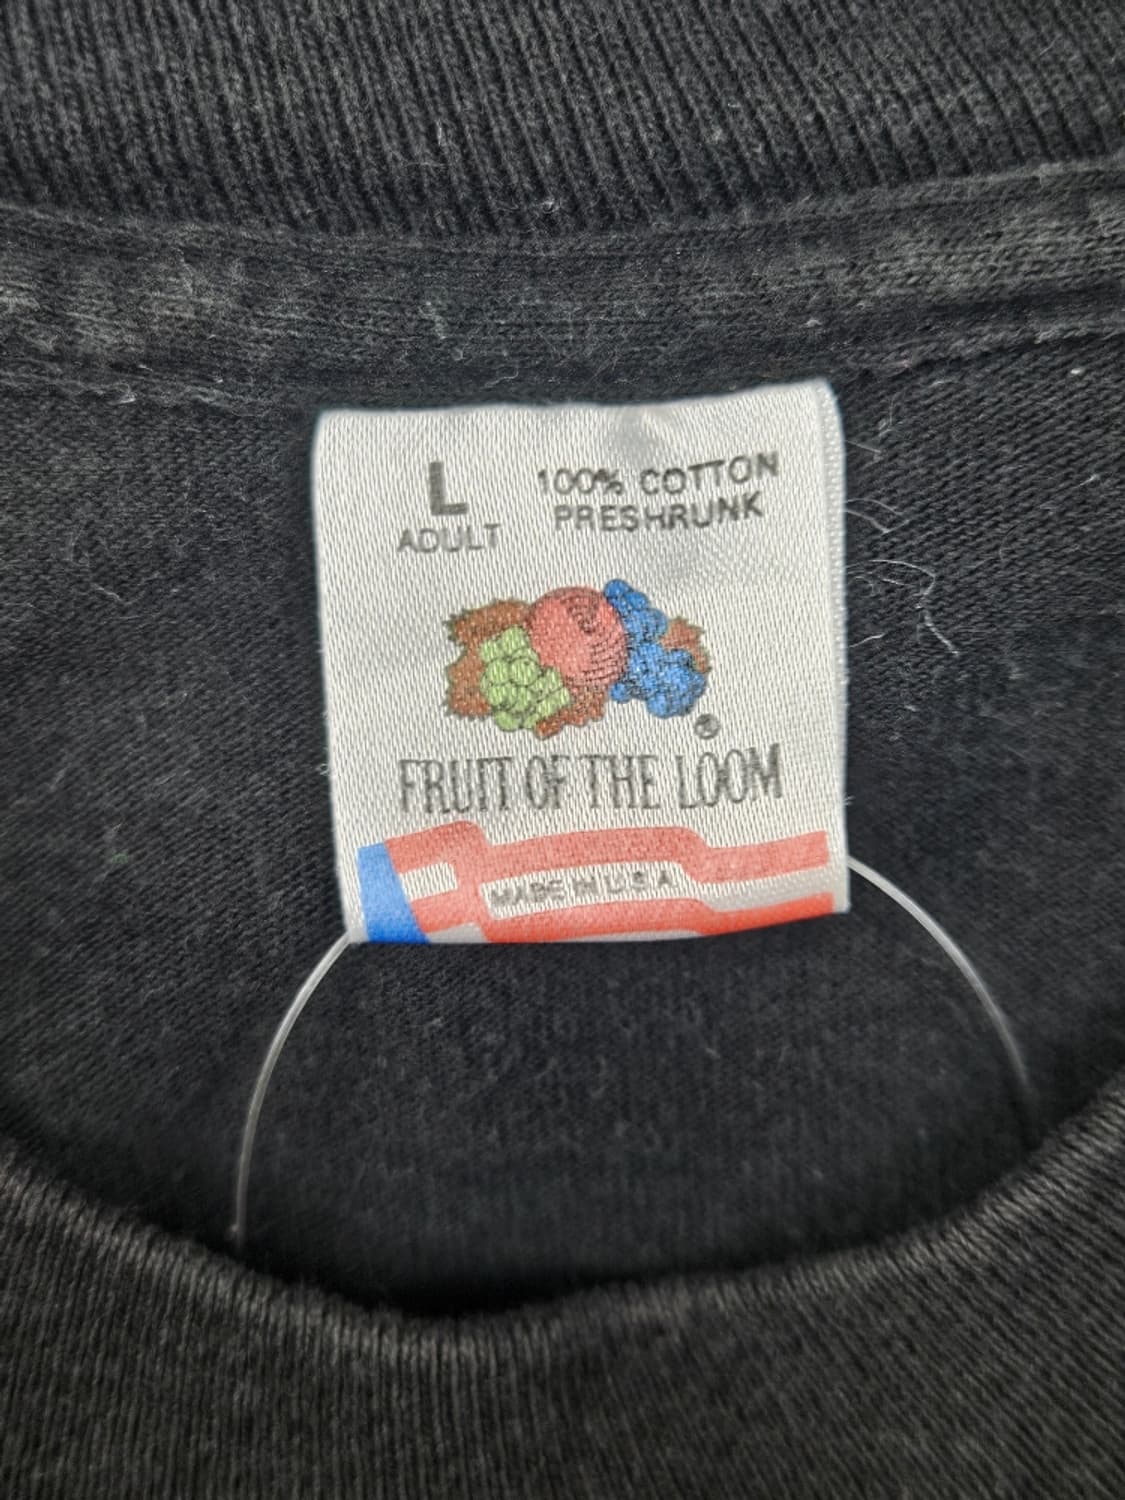 L
ADULT
100% COTTON
PRESHRUNK
®
FRUIT OF THE LOOM
MADE IN U.S.A.